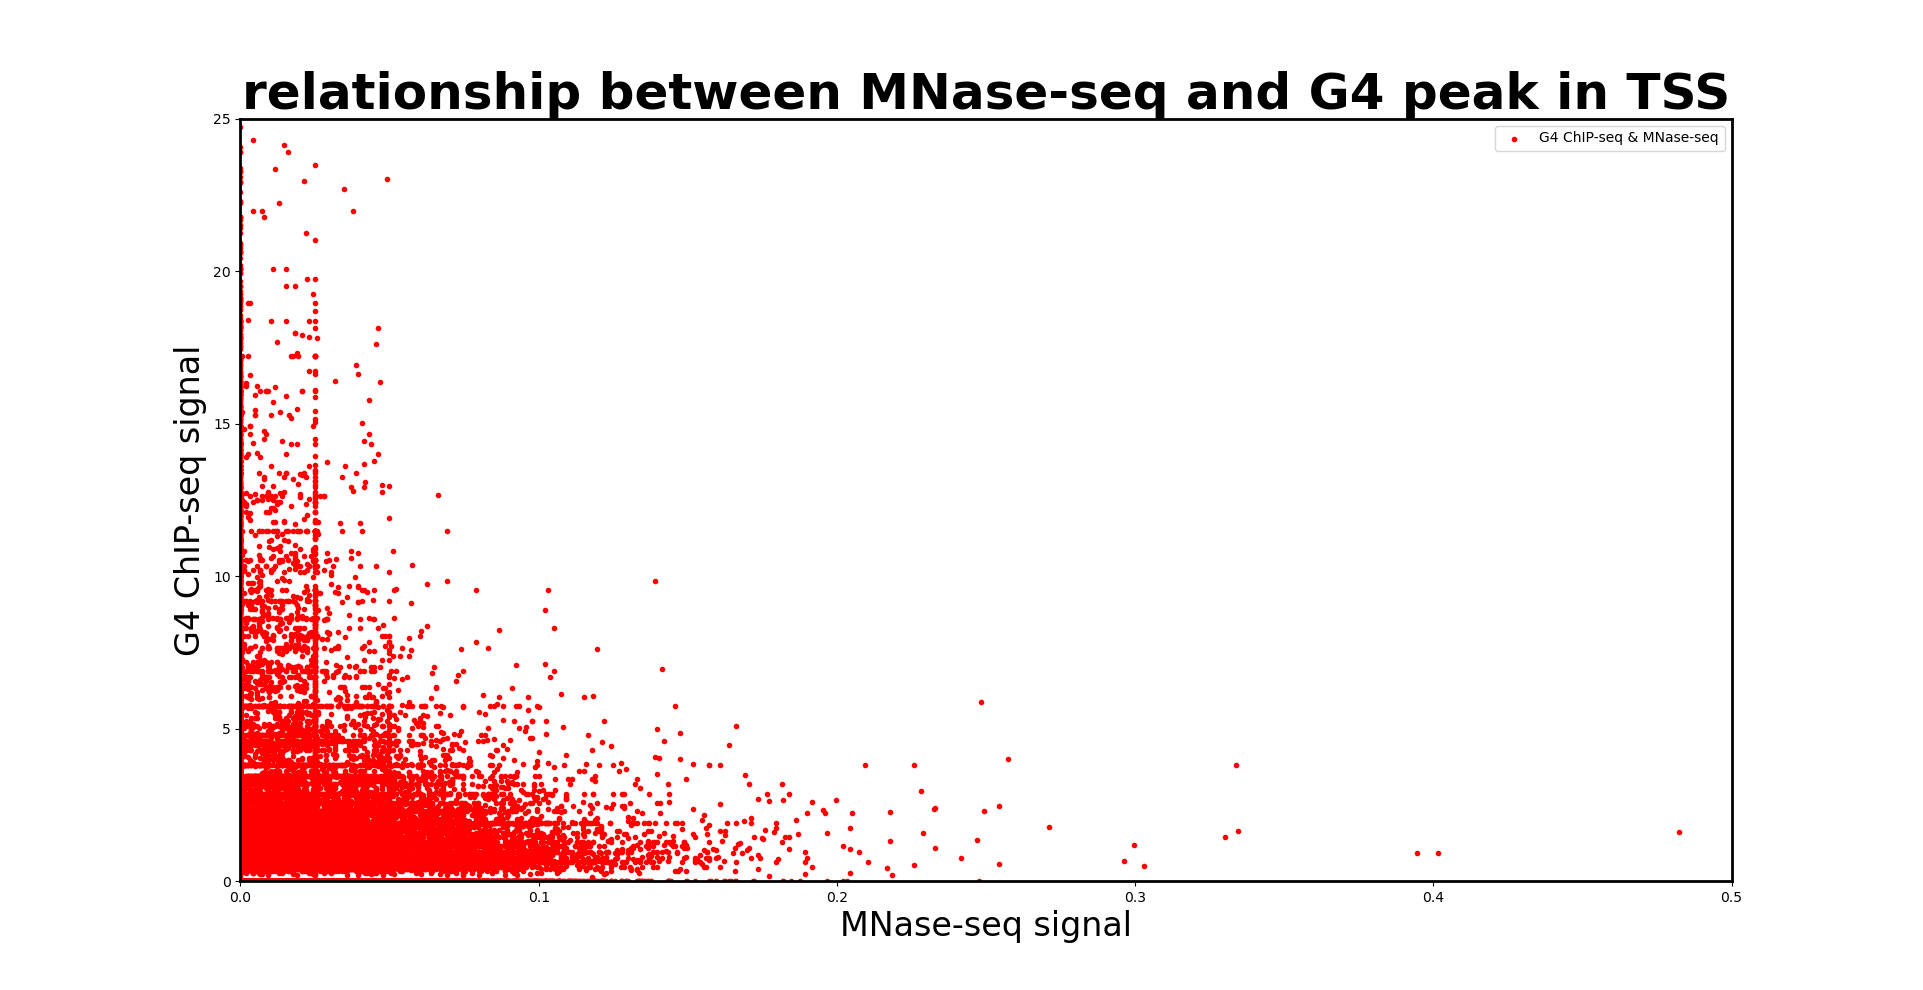 relationship between MNase-seq and G4 peak in TSS
G4 ChIP-seq & MNase-seq
G4 ChIP-seq signal
25
20
15
10
5
0
0.0 0.1 0.2 0.3 0.4 0.5
MNase-seq signal